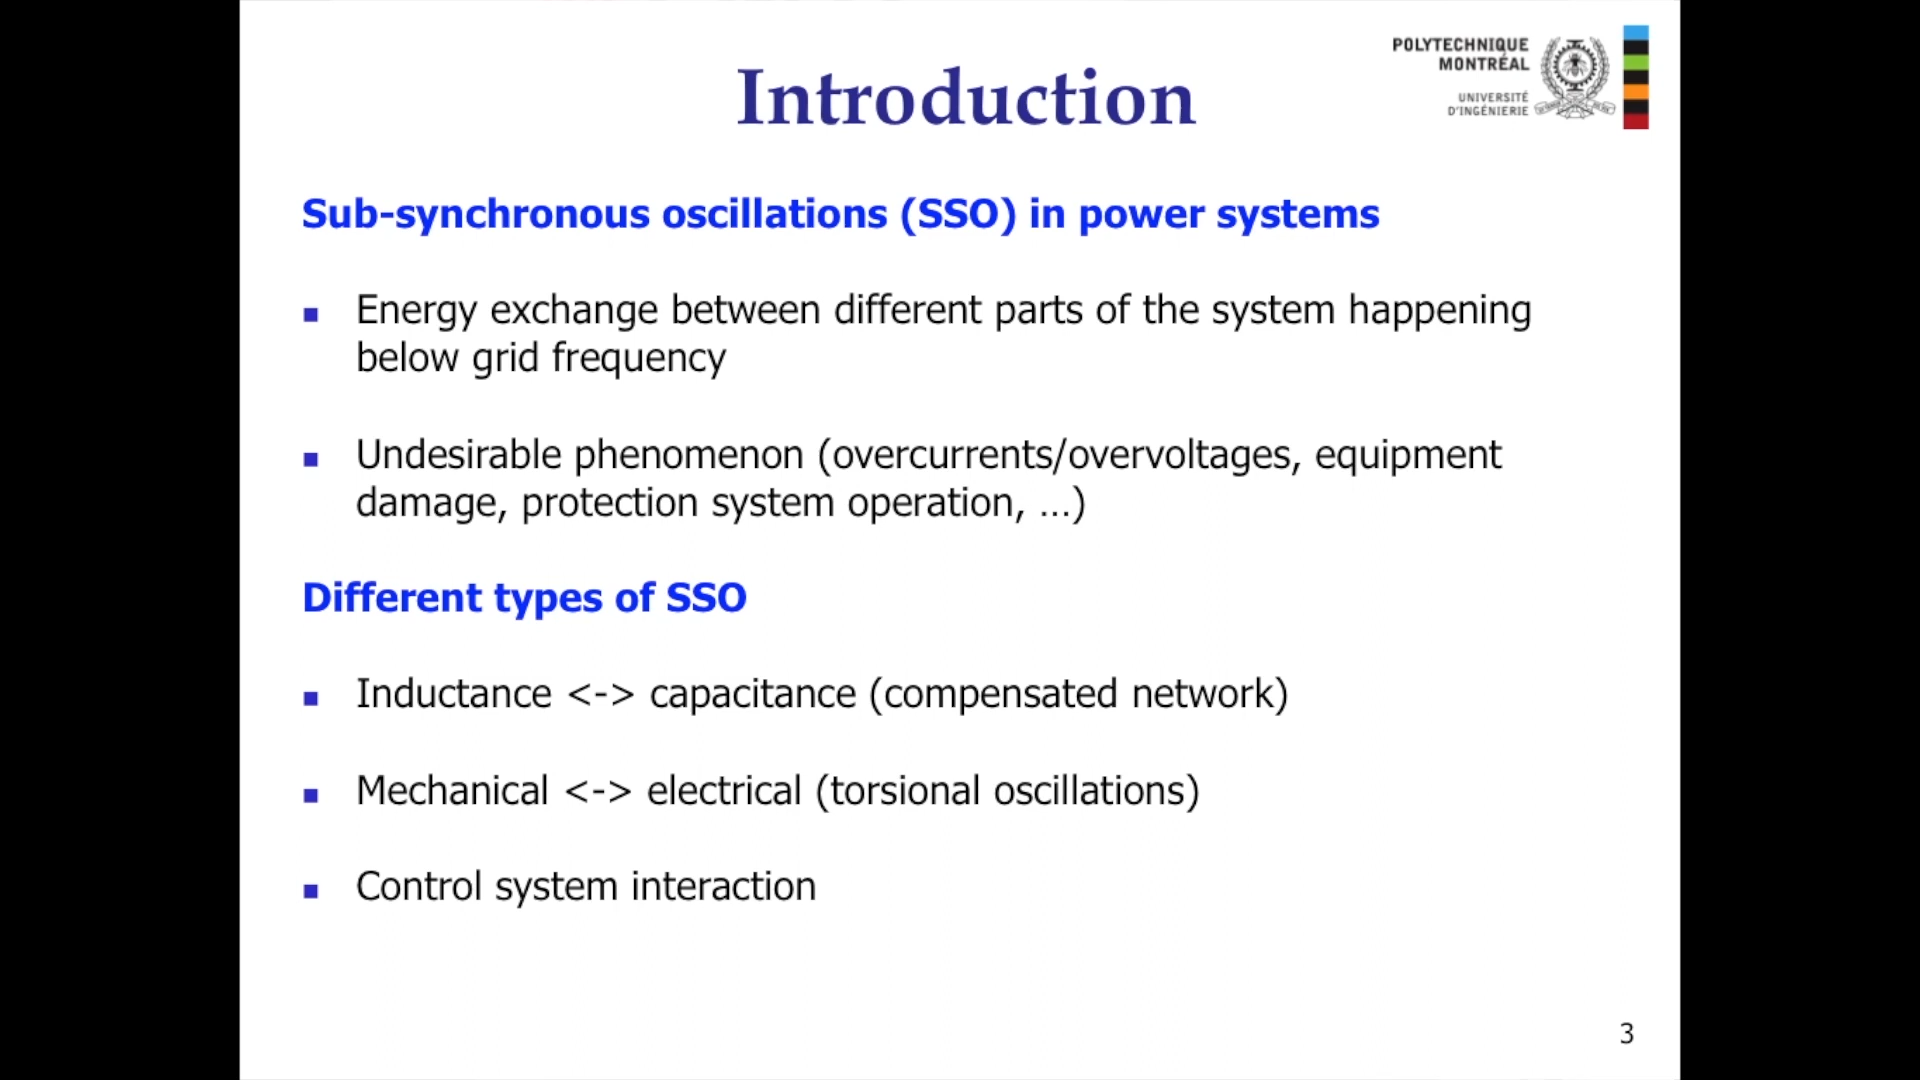 POLYTECHNIQUE
MONTRÉAL
UNIVERSITÉ
D'INGÉNIERIE
Introduction
Sub-synchronous oscillations (SSO) in power systems
Energy exchange between different parts of the system happening
below grid frequency
Undesirable phenomenon (overcurrents/overvoltages, equipment
damage, protection system operation, ...)
Different types of SSO
Inductance <-> capacitance (compensated network)
Mechanical <-> electrical (torsional oscillations)
Control system interaction
3